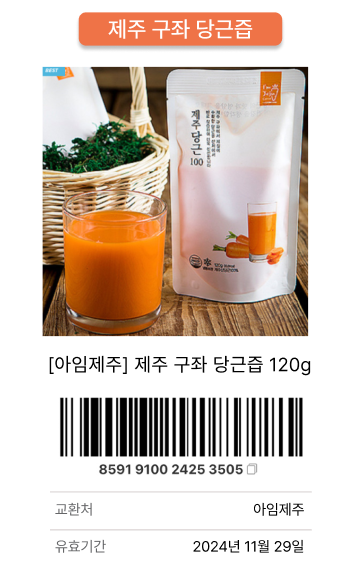 제주 구좌 당근즙
BEST
제주당근
100
[아임제주] 제주 구좌 당근즙 120g
8591 9100 2425 3505
교환처 아임제주
유효기간 2024년 11월 29일